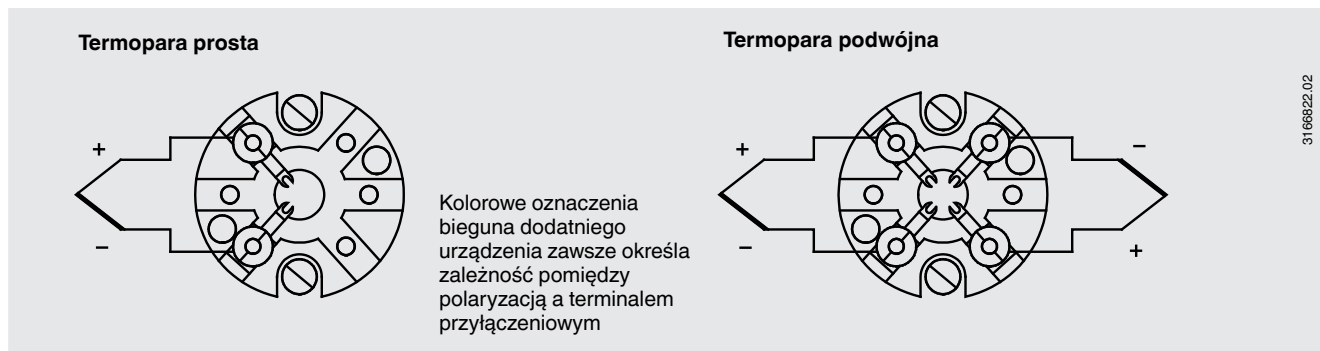 Termopara prosta
+
–
Kolorowe oznaczenia
bieguna dodatniego
urządzenia zawsze określa
zależność pomiędzy
polaryzacją a terminalem
przyłączeniowym
Termopara podwójna
+
–
–
+
3166822.02